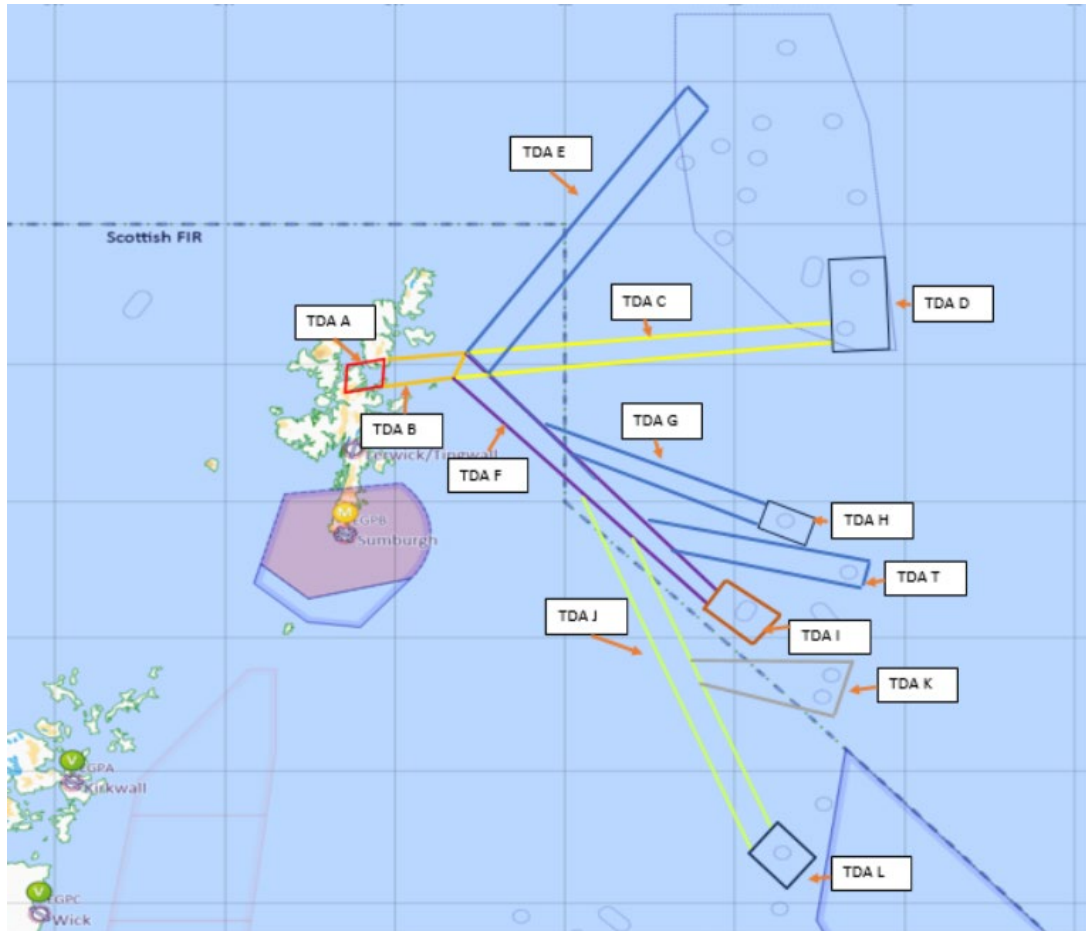 TDA E
Scottish FIR
TDA C
TDA D
TDA A
TDA B
TDA G
Tingwall
TDA F
TDA H
EGPB
Sumburgh
TDA T
TDA J
TDA I
TDA K
EGPA
Kirkwall
TDA L
EGPC
Wick